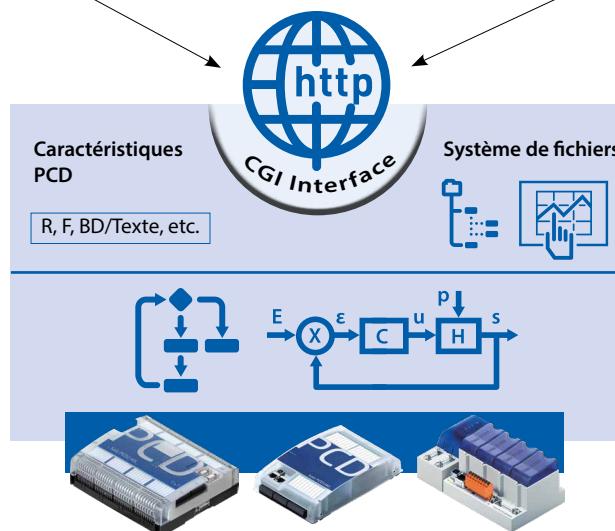 http
CGI Interface
Caractéristiques
PCD
Système de fichiers
R, F, BD/Texte, etc.
p
E
ε
u
s
X
C
H
PCD
PCD